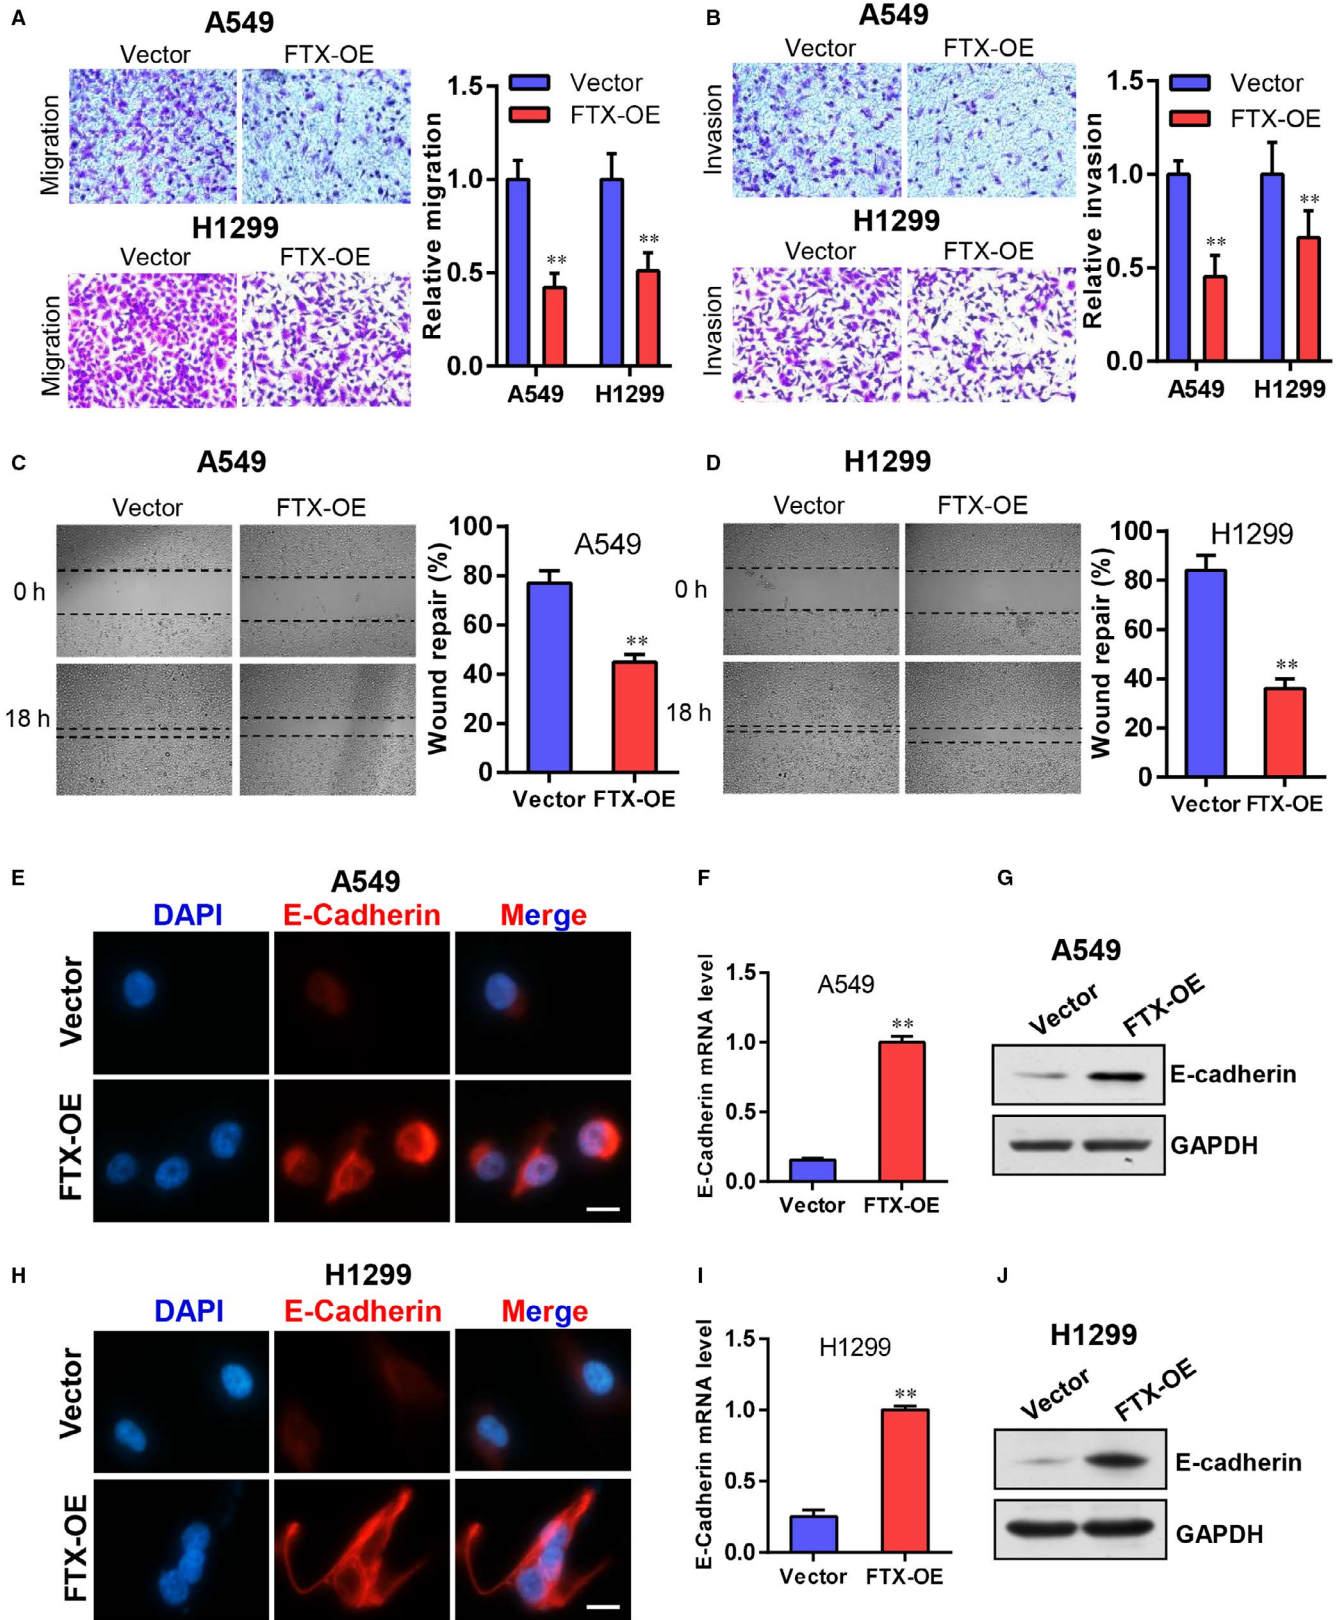 A
A549
Vector FTX-OE
Migration
H1299
Vector FTX-OE
Migration
Relative migration
1.5
1.0
0.5
0.0
Vector
FTX-OE
**
**
A549 H1299
B
A549
Vector FTX-OE
Invasion
H1299
Vector FTX-OE
Invasion
Relative invasion
1.5
1.0
0.5
0.0
Vector
FTX-OE
**
**
A549 H1299
C
A549
Vector FTX-OE
0 h
18 h
Wound repair (%)
100
80
60
40
20
0
A549
**
Vector FTX-OE
D
H1299
Vector FTX-OE
0 h
18 h
Wound repair (%)
100
80
60
40
20
0
H1299
**
Vector FTX-OE
E
A549
DAPI E-Cadherin Merge
Vector
FTX-OE
F
E-Cadherin mRNA level
1.5
1.0
0.5
0.0
A549
**
Vector FTX-OE
G
A549
Vector FTX-OE
E-cadherin
GAPDH
H
H1299
DAPI E-Cadherin Merge
Vector
FTX-OE
I
E-Cadherin mRNA level
1.5
1.0
0.5
0.0
H1299
**
Vector FTX-OE
J
H1299
Vector FTX-OE
E-cadherin
GAPDH